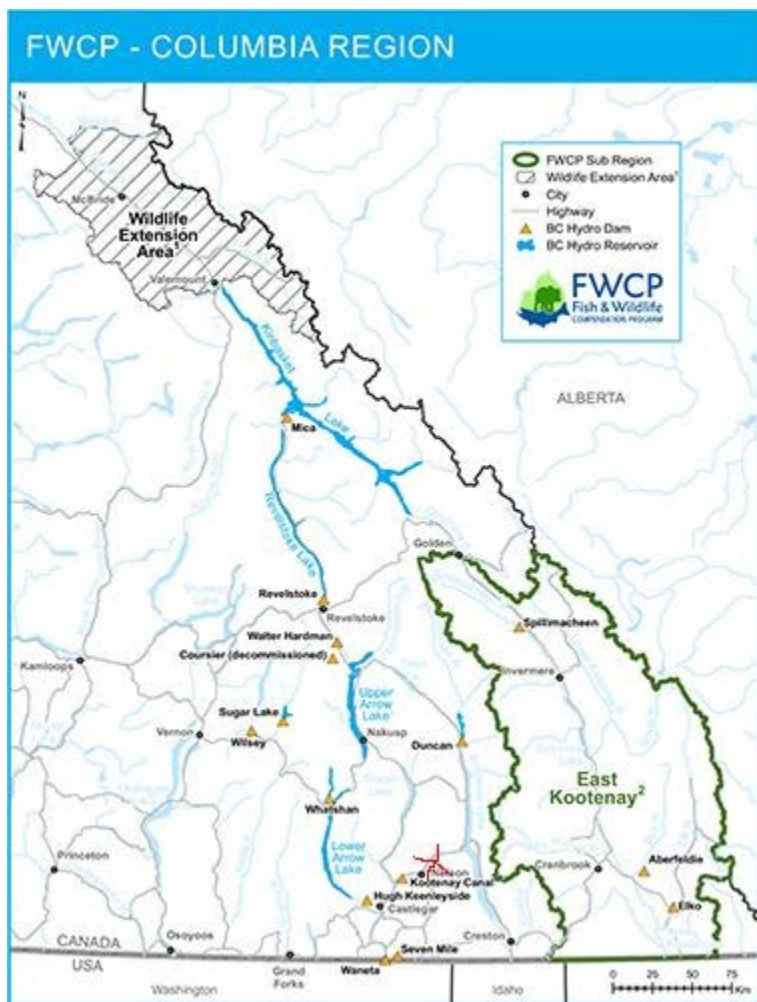 FWCP - COLUMBIA REGION
N
FWCP Sub Region
Wildlife Extension Area¹
City
Highway
BC Hydro Dam
BC Hydro Reservoir
FWCP
Fish & Wildlife
COMPENSATION PROGRAM
McBride
Wildlife
Extension
Area¹
Valemount
Kinbasket
Lake
Mica
ALBERTA
Revelstoke Lake
Golden
Revelstoke
Revelstoke
Walter Hardman
Coursier (decommissioned)
Spillimacheen
Kamloops
Invermere
Upper
Arrow
Lake
Sugar Lake
Vernon
Wilsey
Nakusp
Duncan
East
Kootenay²
Whatshan
Lower
Arrow
Lake
Princeton
Nelson
Kootenay Canal
Cranbrook
Aberfeldie
Hugh Keenleyside
Castlegar
Elko
CANADA
Osoyoos
Creston
Seven Mile
USA
Grand
Forks
Waneta
Washington
Idaho
0 25 50 75
Km